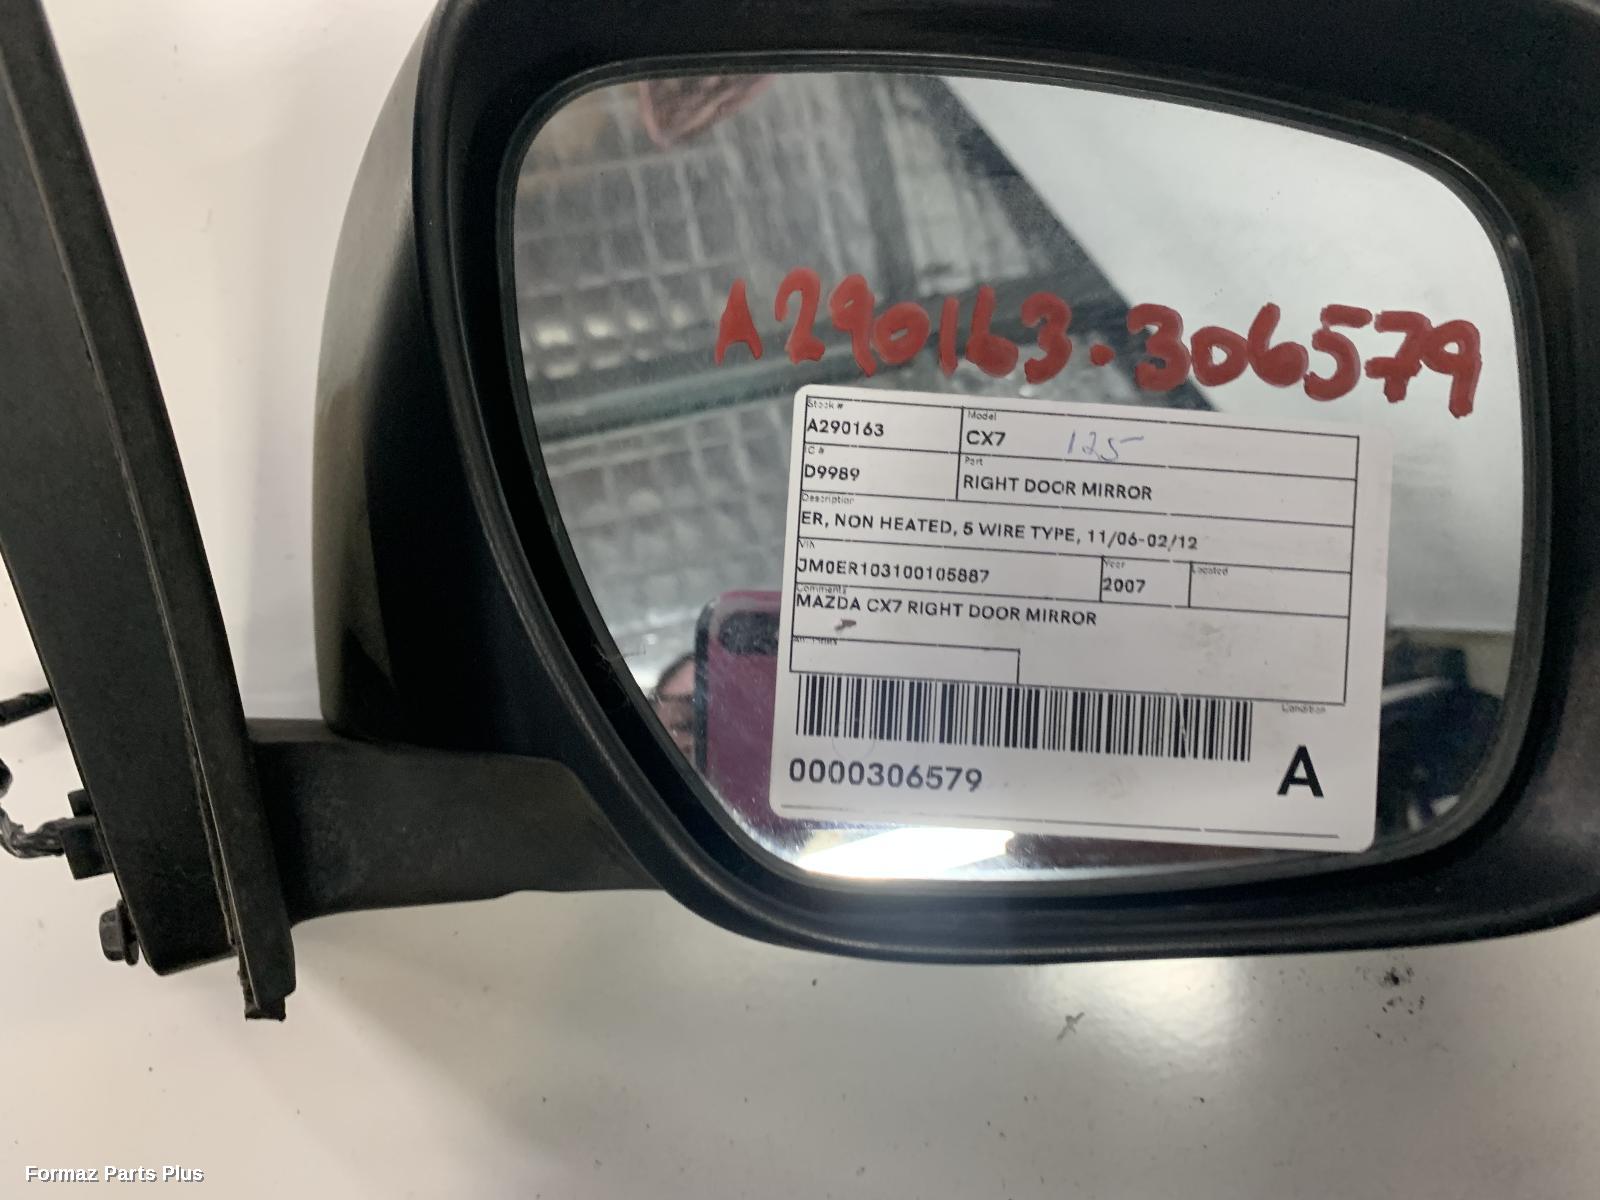 A290163.306579
Stock #
A290163
Model
CX7 125
IC #
D9989
Part
RIGHT DOOR MIRROR
Description
ER, NON HEATED, 5 WIRE TYPE, 11/06-02/12
VIN
JM0ER103100105887
Year
2007
Located
Comments
MAZDA CX7 RIGHT DOOR MIRROR
0000306579
Condition
A
Formaz Parts Plus